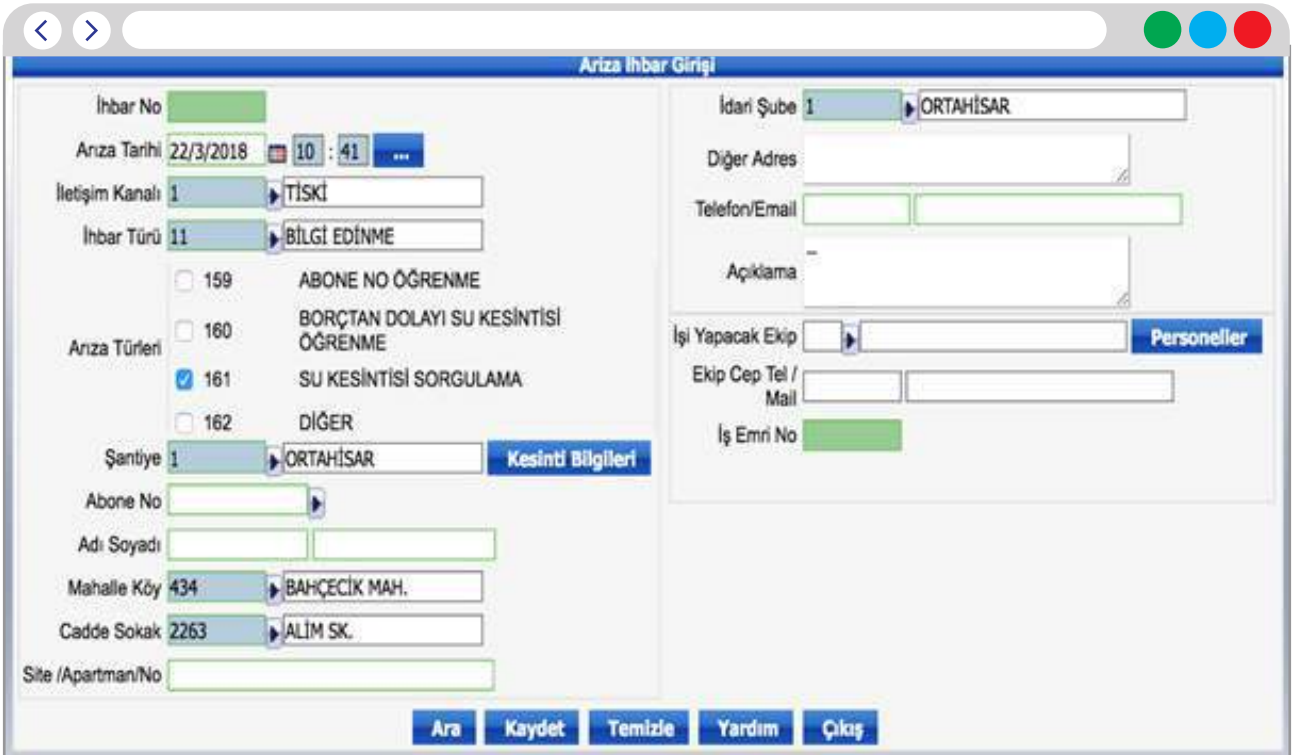 Ariza İhbar Girişi
İhbar No
Arıza Tarihi 22/3/2018 10 : 41 ...
İletişim Kanalı 1 TİSKİ
İhbar Türü 11 BİLGİ EDİNME
Arıza Türleri
159 ABONE NO ÖĞRENME
160 BORÇTAN DOLAYI SU KESİNTİSİ
ÖĞRENME
161 SU KESİNTİSİ SORGULAMA
162 DİĞER
Şantiye 1 ORTAHİSAR Kesinti Bilgileri
Abone No
Adı Soyadı
Mahalle Köy 434 BAHÇECİK MAH.
Cadde Sokak 2263 ALİM SK.
Site /Apartman/No
İdari Şube 1 ORTAHİSAR
Diğer Adres
Telefon/Email
Açıklama
İşi Yapacak Ekip Personeller
Ekip Cep Tel /
Mail
İş Emri No
Ara Kaydet Temizle Yardım Çıkış